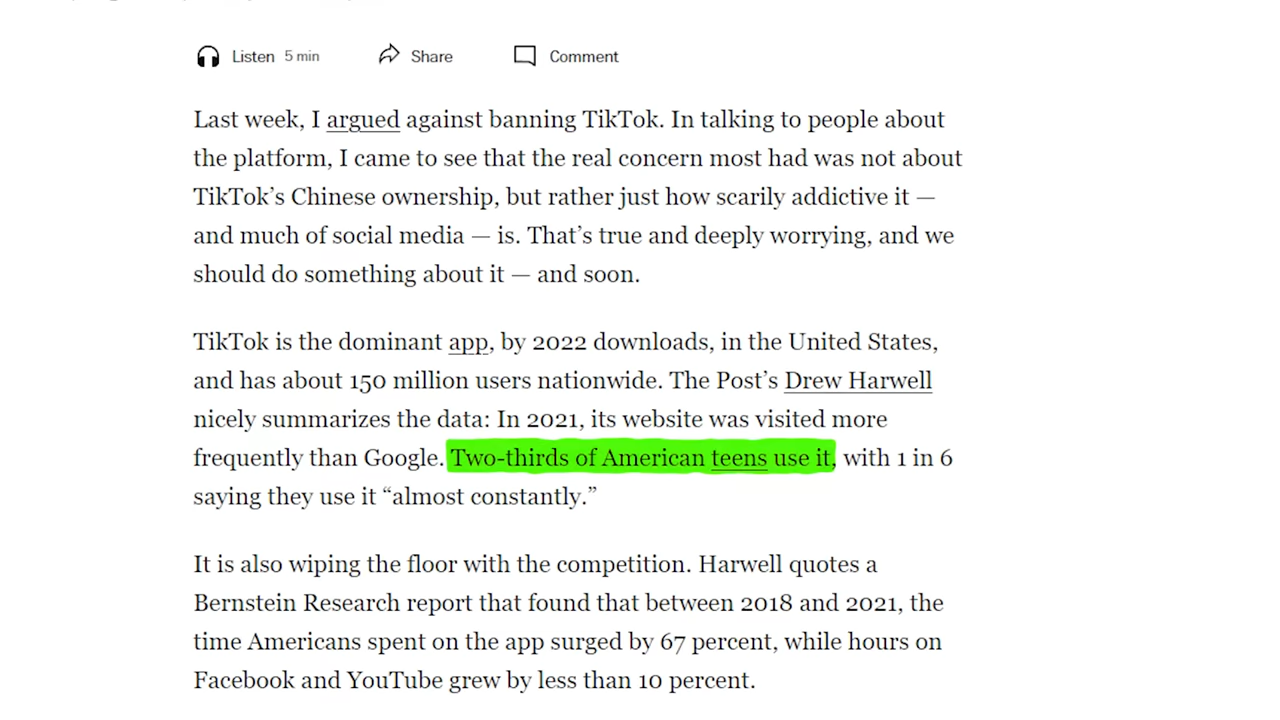 Listen 5 min Share Comment
Last week, I argued against banning TikTok. In talking to people about
the platform, I came to see that the real concern most had was not about
TikTok’s Chinese ownership, but rather just how scarily addictive it —
and much of social media — is. That’s true and deeply worrying, and we
should do something about it — and soon.
TikTok is the dominant app, by 2022 downloads, in the United States,
and has about 150 million users nationwide. The Post’s Drew Harwell
nicely summarizes the data: In 2021, its website was visited more
frequently than Google. Two-thirds of American teens use it, with 1 in 6
saying they use it “almost constantly.”
It is also wiping the floor with the competition. Harwell quotes a
Bernstein Research report that found that between 2018 and 2021, the
time Americans spent on the app surged by 67 percent, while hours on
Facebook and YouTube grew by less than 10 percent.